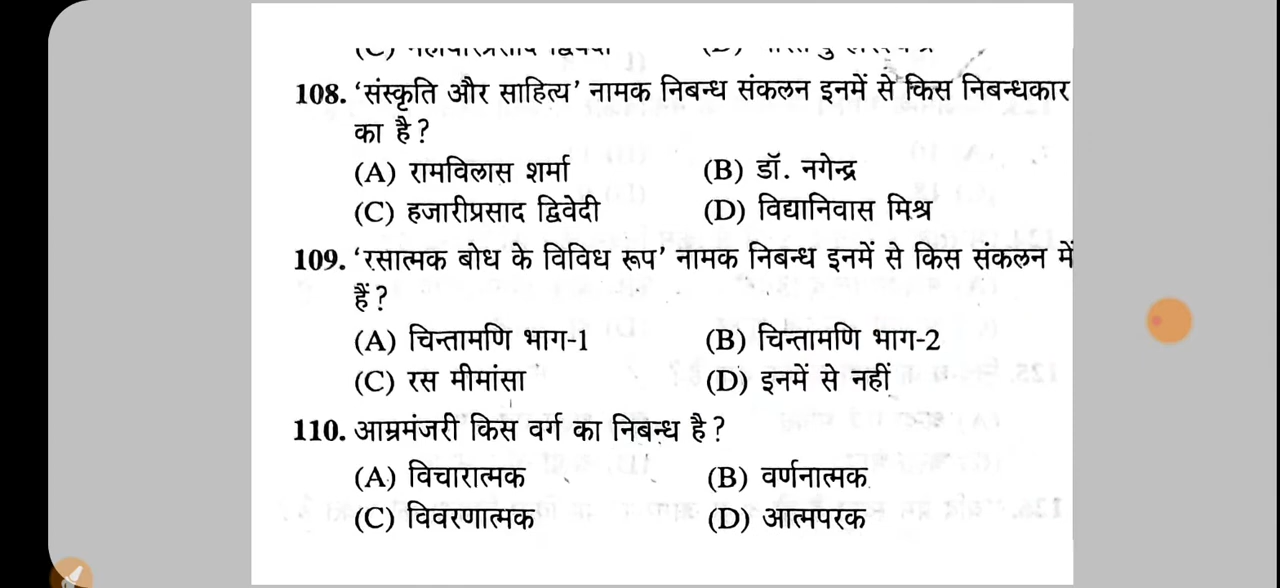 108. ‘संस्कृति और साहित्य’ नामक निबन्ध संकलन इनमें से किस निबन्धकार
का है ?
(A) रामविलास शर्मा (B) डॉ. नगेन्द्र
(C) हजारीप्रसाद द्विवेदी (D) विद्यानिवास मिश्र
109. ‘रसात्मक बोध के विविध रूप’ नामक निबन्ध इनमें से किस संकलन में
हैं ?
(A) चिन्तामणि भाग-1 (B) चिन्तामणि भाग-2
(C) रस मीमांसा (D) इनमें से नहीं
110. आम्रमंजरी किस वर्ग का निबन्ध है ?
(A) विचारात्मक (B) वर्णनात्मक
(C) विवरणात्मक (D) आत्मपरक